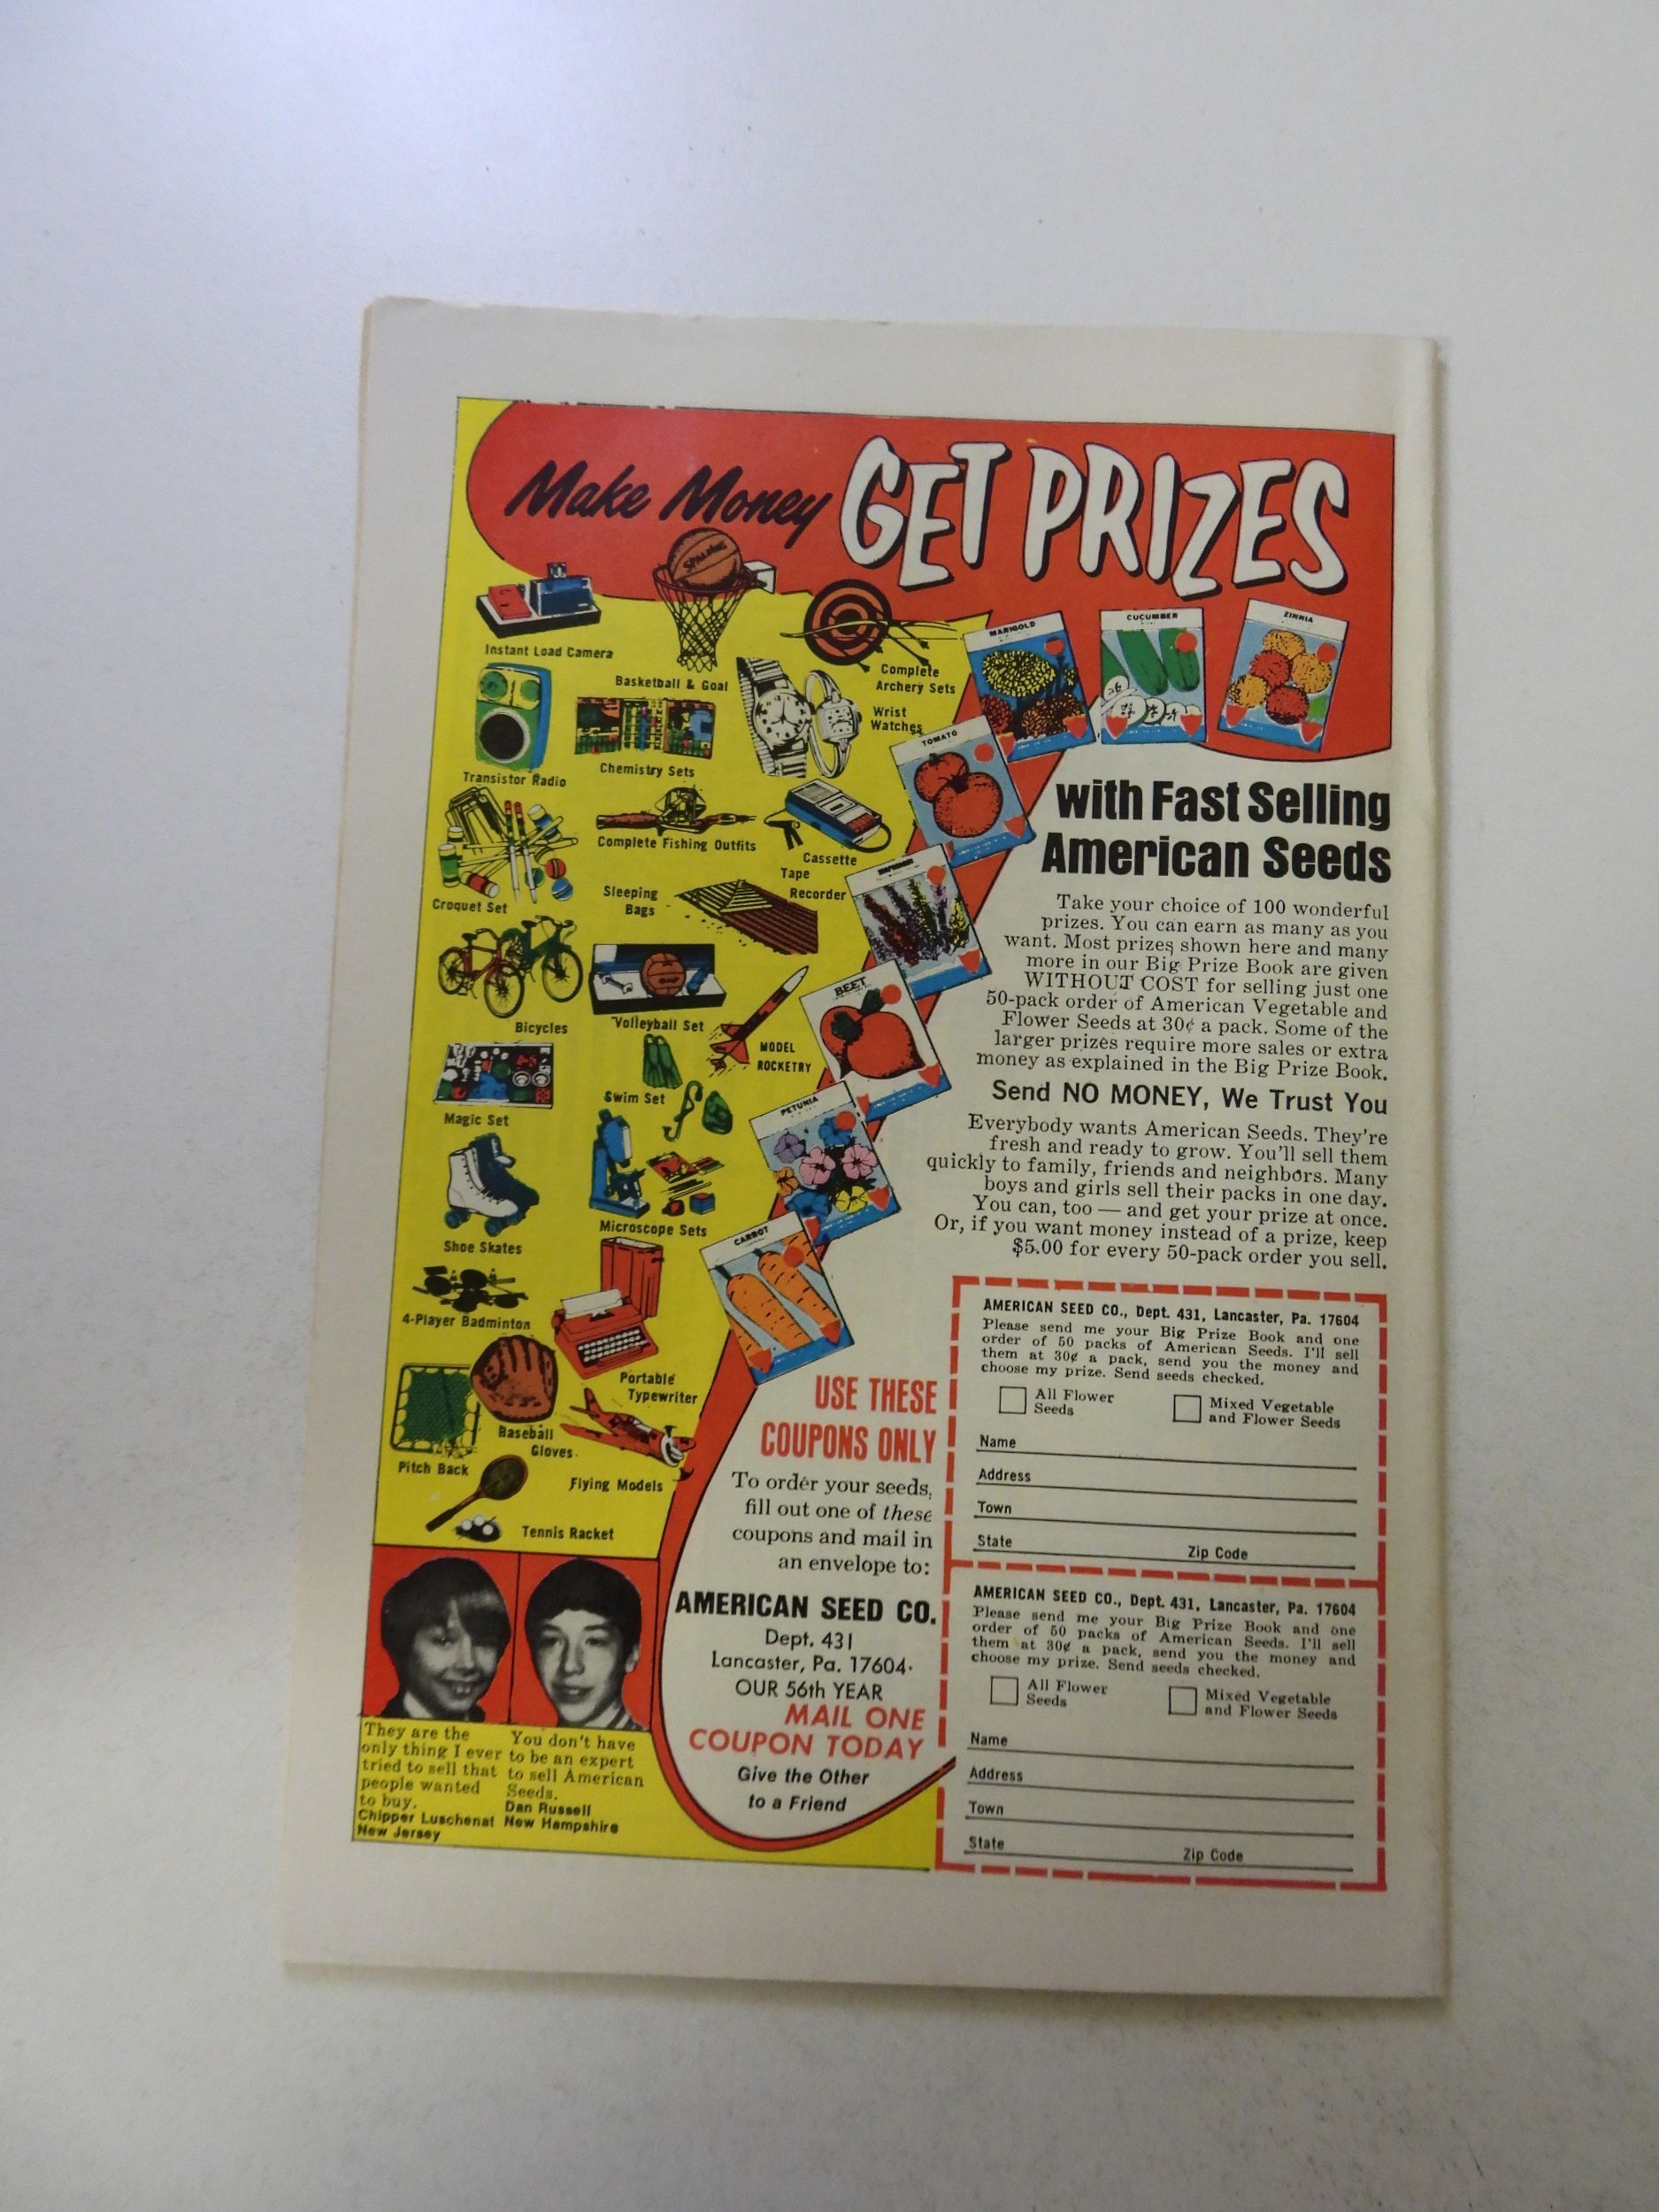 Make Money GET PRIZES
SPALDING
Instant Load Camera
Basketball & Goal
Complete
Archery Sets
Wrist
Watches
Transistor Radio
Chemistry Sets
Complete Fishing Outfits
Cassette
Tape
Recorder
Croquet Set
Sleeping
Bags
Bicycles
Volleyball Set
MODEL
ROCKETRY
Magic Set
Swim Set
Shoe Skates
Microscope Sets
4-Player Badminton
Portable
Typewriter
Baseball
Gloves
Pitch Back
Flying Models
Tennis Racket
MARIGOLD
CUCUMBER
ZINNIA
TOMATO
BEET
PETUNIA
CARROT
with Fast Selling
American Seeds
Take your choice of 100 wonderful
prizes. You can earn as many as you
want. Most prizes shown here and many
more in our Big Prize Book are given
WITHOUT COST for selling just one
50-pack order of American Vegetable and
Flower Seeds at 30¢ a pack. Some of the
larger prizes require more sales or extra
money as explained in the Big Prize Book.
Send NO MONEY, We Trust You
Everybody wants American Seeds. They're
fresh and ready to grow. You'll sell them
quickly to family, friends and neighbors. Many
boys and girls sell their packs in one day.
You can, too — and get your prize at once.
Or, if you want money instead of a prize, keep
$5.00 for every 50-pack order you sell.
USE THESE
COUPONS ONLY
To order your seeds,
fill out one of these
coupons and mail in
an envelope to:
AMERICAN SEED CO.
Dept. 431
Lancaster, Pa. 17604
OUR 56th YEAR
MAIL ONE
COUPON TODAY
Give the Other
to a Friend
They are the
only thing I ever
tried to sell that
people wanted
to buy.
Chipper Luschenat
New Jersey
You don't have
to be an expert
to sell American
Seeds.
Dan Russell
New Hampshire
AMERICAN SEED CO., Dept. 431, Lancaster, Pa. 17604
Please send me your Big Prize Book and one
order of 50 packs of American Seeds. I'll sell
them at 30¢ a pack, send you the money and
choose my prize. Send seeds checked.
All Flower
Seeds
Mixed Vegetable
and Flower Seeds
Name
Address
Town
State Zip Code
AMERICAN SEED CO., Dept. 431, Lancaster, Pa. 17604
Please send me your Big Prize Book and one
order of 50 packs of American Seeds. I'll sell
them at 30¢ a pack, send you the money and
choose my prize. Send seeds checked.
All Flower
Seeds
Mixed Vegetable
and Flower Seeds
Name
Address
Town
State Zip Code